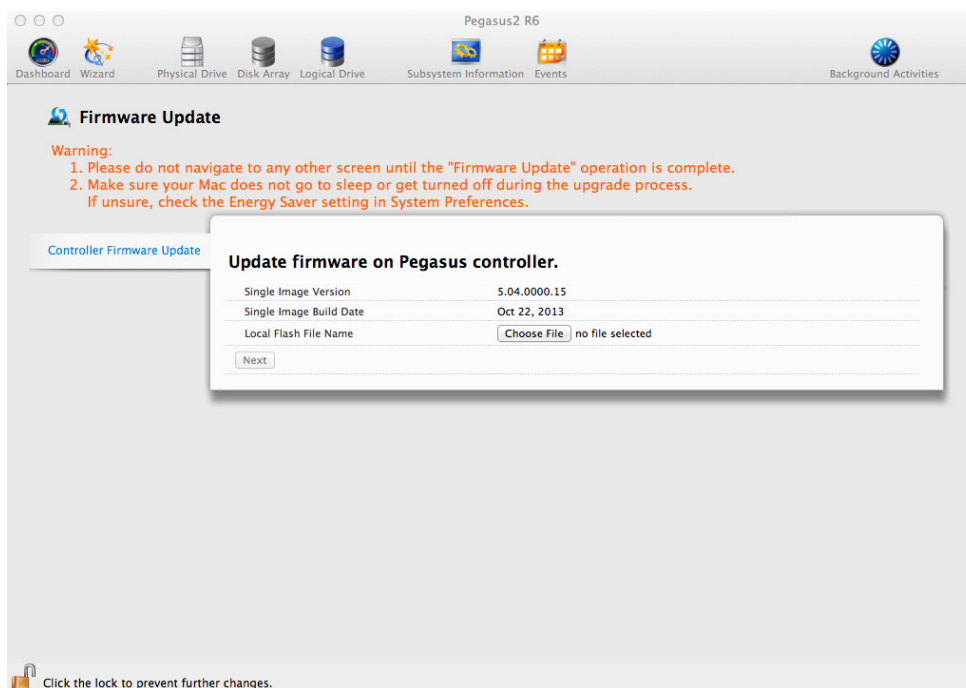 Pegasus2 R6
Dashboard Wizard Physical Drive Disk Array Logical Drive Subsystem Information Events Background Activities
Firmware Update
Warning:
1. Please do not navigate to any other screen until the "Firmware Update" operation is complete.
2. Make sure your Mac does not go to sleep or get turned off during the upgrade process.
If unsure, check the Energy Saver setting in System Preferences.
Controller Firmware Update
Update firmware on Pegasus controller.
Single Image Version 5.04.0000.15
Single Image Build Date Oct 22, 2013
Local Flash File Name Choose File no file selected
Next
Click the lock to prevent further changes.